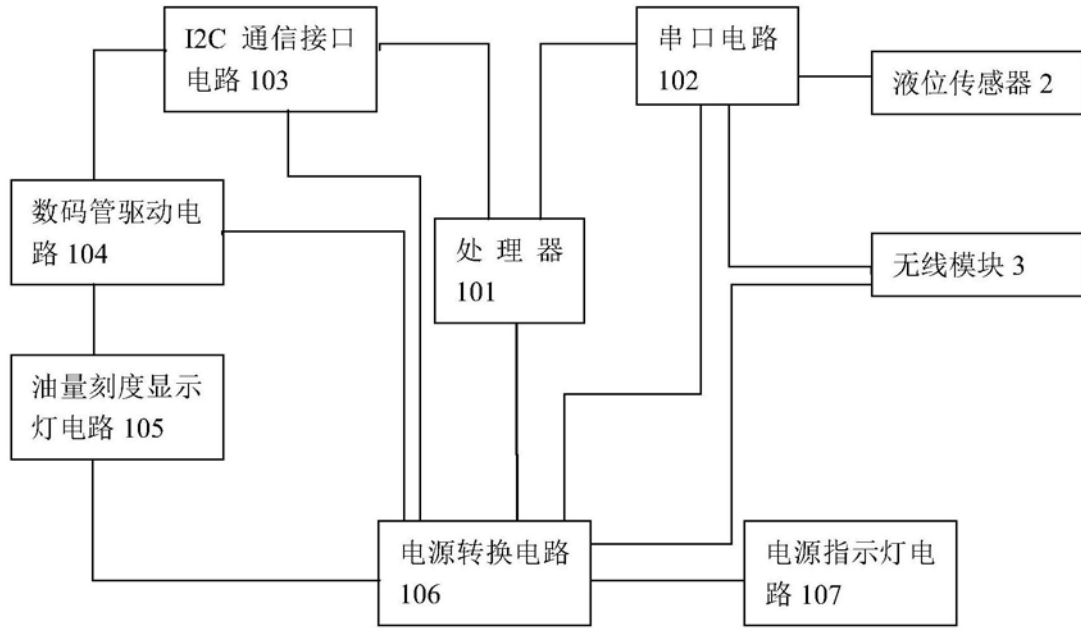 I2C 通信接口
电路 103
串口电路
102
液位传感器 2
数码管驱动电
路 104
处理器
101
无线模块 3
油量刻度显示
灯电路 105
电源转换电路
106
电源指示灯电
路 107